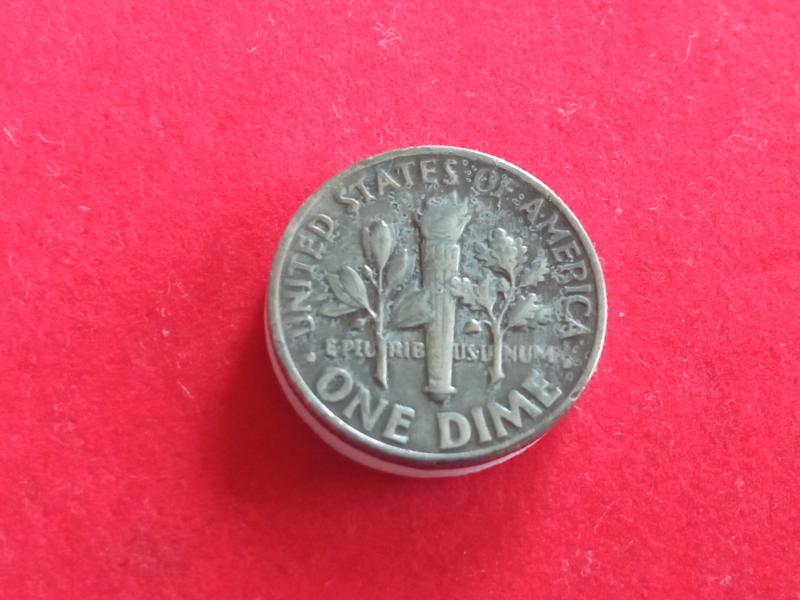 UNITED STATES OF AMERICA
E PLURIBUS UNUM
ONE DIME